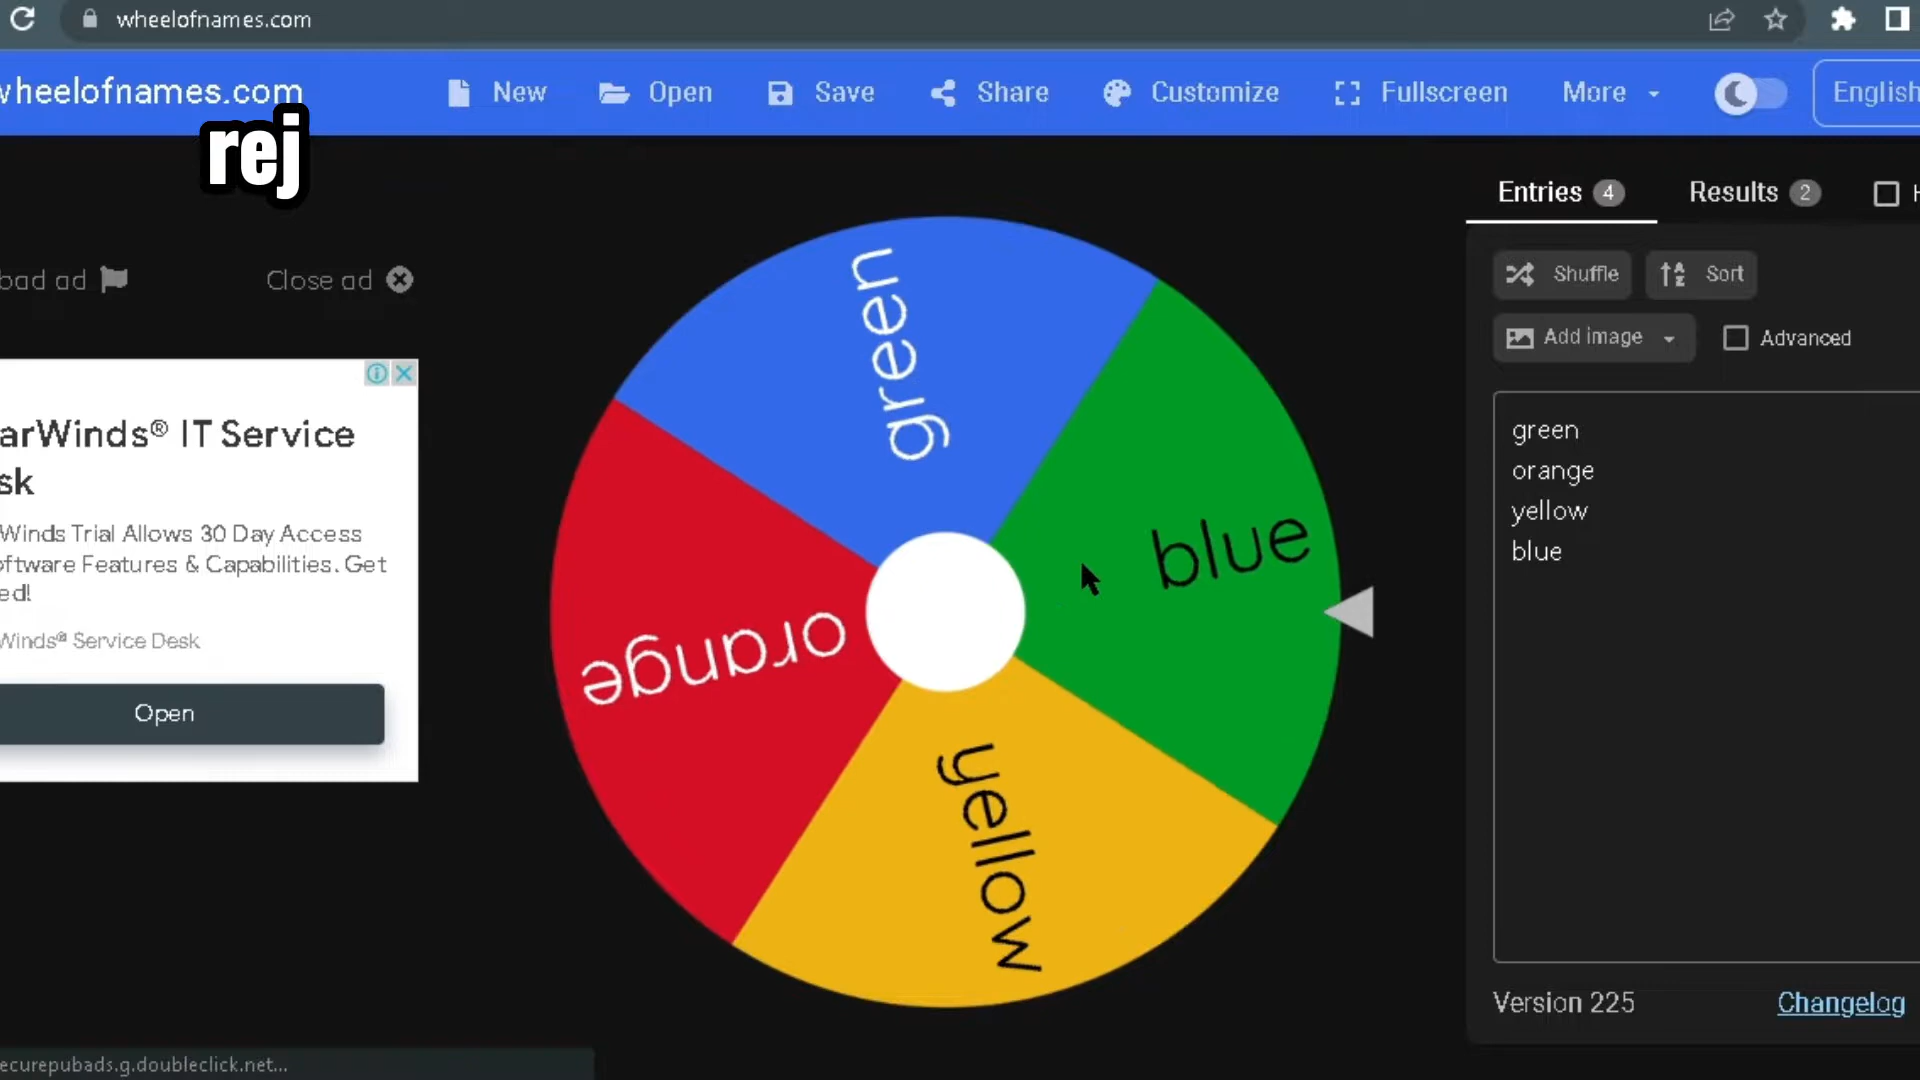 wheelofnames.com
wheelofnames.com
New
Open
Save
Share
Customize
Fullscreen
More
English
rej
Entries 4
Results 2
bad ad
Close ad
Shuffle
Sort
Add image
Advanced
arWinds® IT Service
sk
Winds Trial Allows 30 Day Access
oftware Features & Capabilities. Get
ed!
Winds® Service Desk
Open
green
blue
orange
yellow
green
orange
yellow
blue
Version 225
Changelog
ecurepubads.g.doubleclick.net...